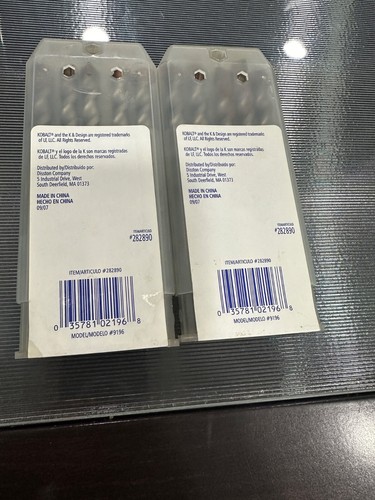 KOBALT® and the K & Design are registered trademarks
of LF, LLC. All Rights Reserved.
KOBALT® y el logo de la K son marcas registradas
de LF, LLC. Todos los derechos reservados.
Distributed by/Distribuido por:
Disston Company
5 Industrial Drive, West
South Deerfield, MA 01373
MADE IN CHINA
HECHO EN CHINA
09/07
ITEM/ARTICULO
#282890
ITEM/ARTICULO #282890
0 35781 02196 8
MODEL/MODELO #9196
KOBALT® and the K & Design are registered trademarks
of LF, LLC. All Rights Reserved.
KOBALT® y el logo de la K son marcas registradas
de LF, LLC. Todos los derechos reservados.
Distributed by/Distribuido por:
Disston Company
5 Industrial Drive, West
South Deerfield, MA 01373
MADE IN CHINA
HECHO EN CHINA
09/07
ITEM/ARTICULO
#282890
ITEM/ARTICULO #282890
0 35781 02196 8
MODEL/MODELO #9196